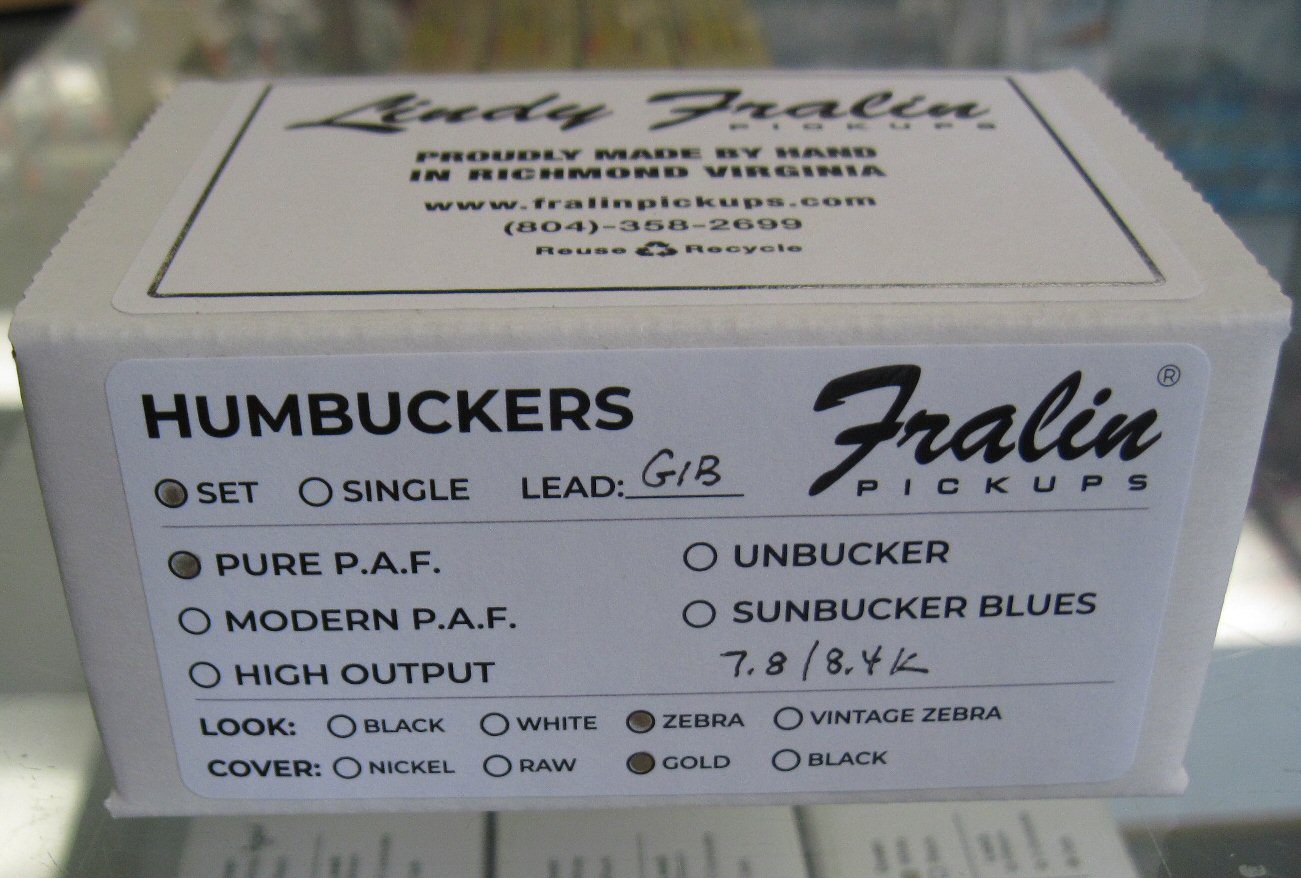 Lindy Fralin
PICKUPS
PROUDLY MADE BY HAND
IN RICHMOND VIRGINIA
www.fralinpickups.com
(804)-358-2699
Reuse Recycle
HUMBUCKERS
Fralin ®
PICKUPS
SET SINGLE LEAD: GIB
PURE P.A.F. UNBUCKER
MODERN P.A.F. SUNBUCKER BLUES
HIGH OUTPUT 7.8/8.4K
LOOK: BLACK WHITE ZEBRA VINTAGE ZEBRA
COVER: NICKEL RAW GOLD BLACK